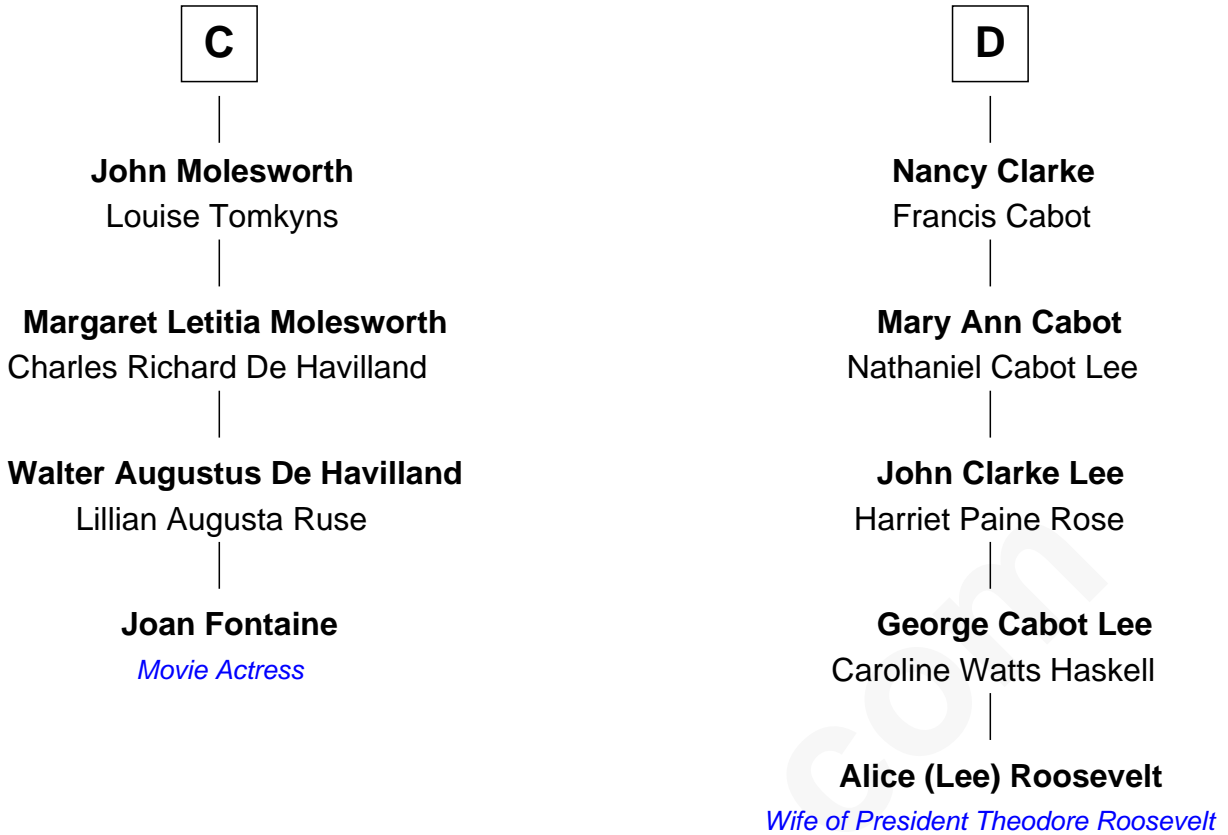 C
John Molesworth
Louise Tomkyns
Margaret Letitia Molesworth
Charles Richard De Havilland
Walter Augustus De Havilland
Lillian Augusta Ruse
Joan Fontaine
Movie Actress
D
Nancy Clarke
Francis Cabot
Mary Ann Cabot
Nathaniel Cabot Lee
John Clarke Lee
Harriet Paine Rose
George Cabot Lee
Caroline Watts Haskell
Alice (Lee) Roosevelt
Wife of President Theodore Roosevelt
com